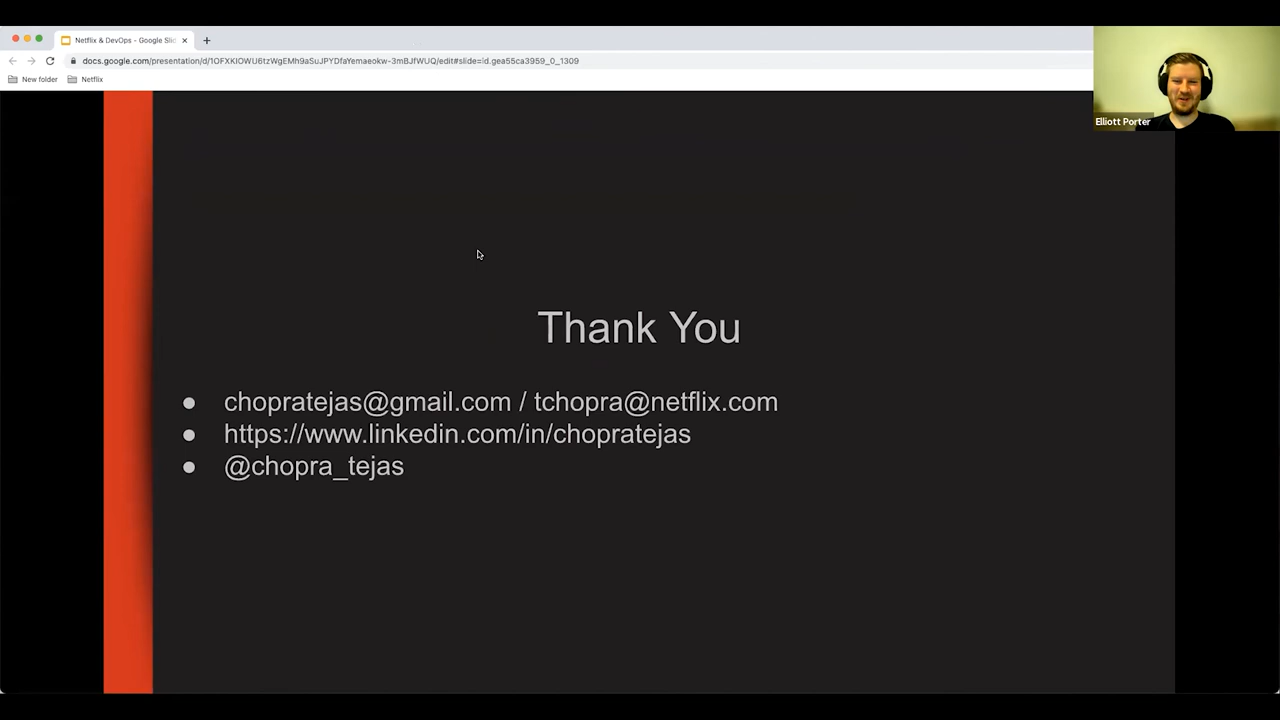 Netflix & DevOps - Google Slid
docs.google.com/presentation/d/1OFXKIOWU6tzWgEMh9aSuJPYDfaYemaeokw-3mBJfWUQ/edit#slide=id.gea55ca3959_0_1309
New folder
Netflix
Elliott Porter
Thank You
● chopratejas@gmail.com / tchopra@netflix.com
● https://www.linkedin.com/in/chopratejas
● @chopra_tejas